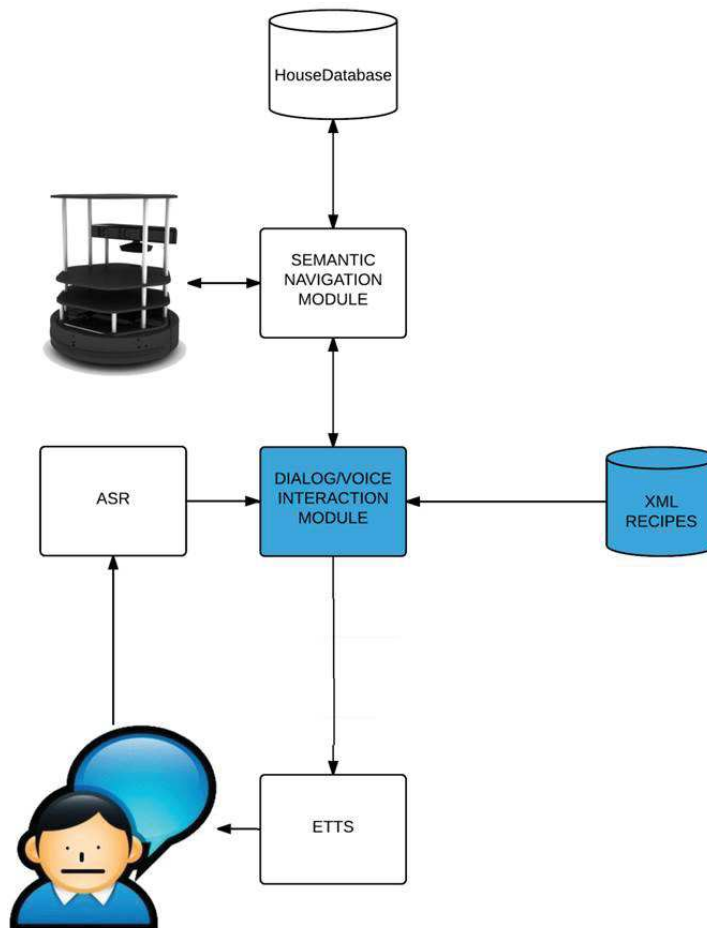 HouseDatabase
SEMANTIC
NAVIGATION
MODULE
ASR
DIALOG/VOICE
INTERACTION
MODULE
XML
RECIPES
ETTS